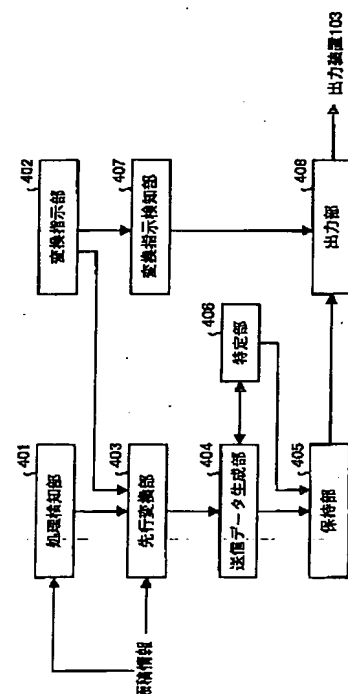 原稿情報
401
処理検知部
402
変換指示部
403
先行変換部
407
変換指示検知部
404
送信データ生成部
406
特定部
405
保持部
408
出力部
出力装置103